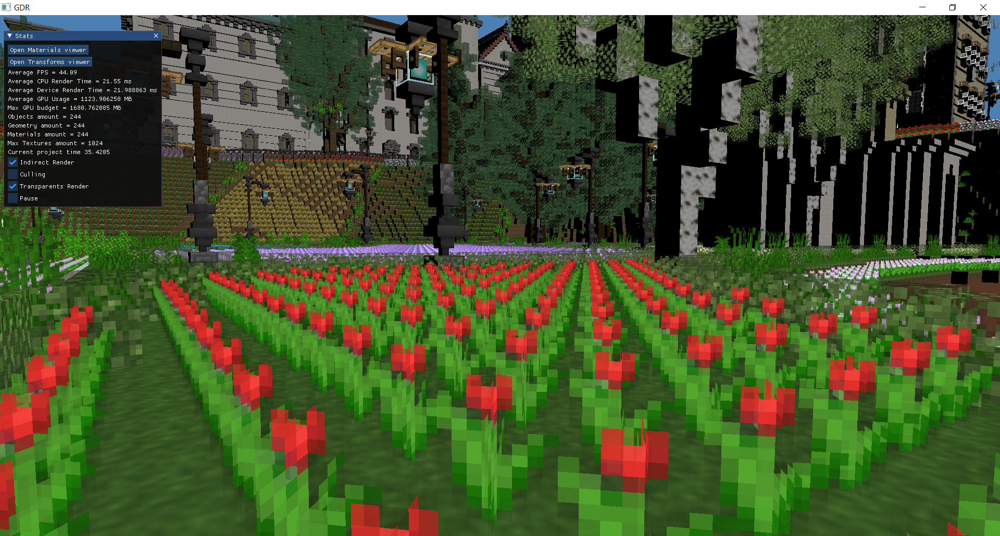 GDR
Stats
Open Materials viewer
Open Transforms viewer
Average FPS = 44.09
Average CPU Render Time = 21.55 ms
Average Device Render Time = 21.988863 ms
Average GPU Usage = 1123.906250 MB
Max GPU budget = 1680.762085 MB
Objects amount = 244
Geometry amount = 244
Materials amount = 244
Max Textures amount = 1024
Current project time 35.4205
Indirect Render
Culling
Transparents Render
Pause